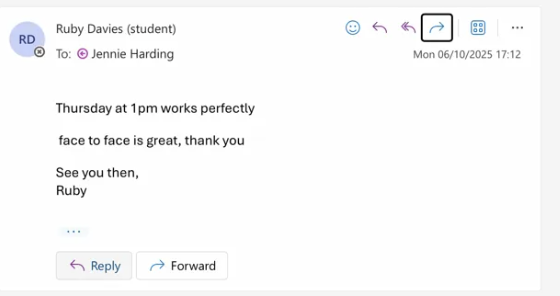 RD
Ruby Davies (student)
To: Jennie Harding
Mon 06/10/2025 17:12
Thursday at 1pm works perfectly
face to face is great, thank you
See you then,
Ruby
...
Reply
Forward